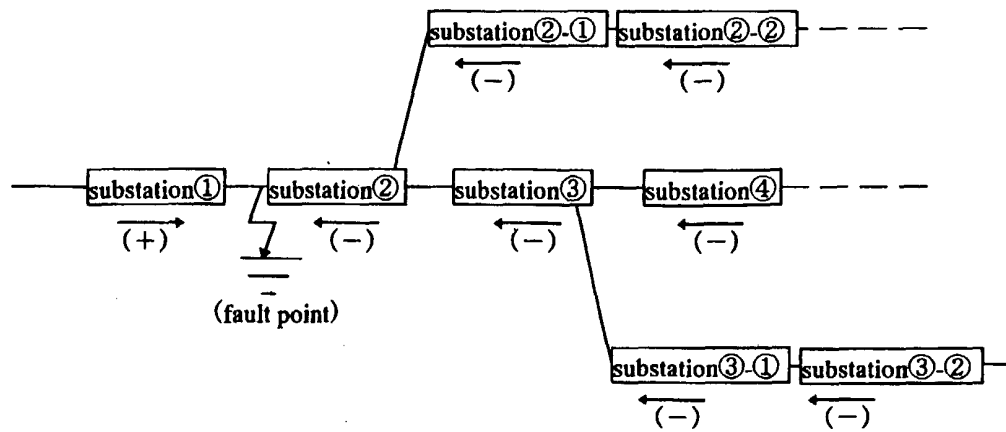 substation②-① substation②-②
(-) (-)
substation① substation② substation③ substation④
(+) (-) (-) (-)
(fault point)
substation③-① substation③-②
(-) (-)